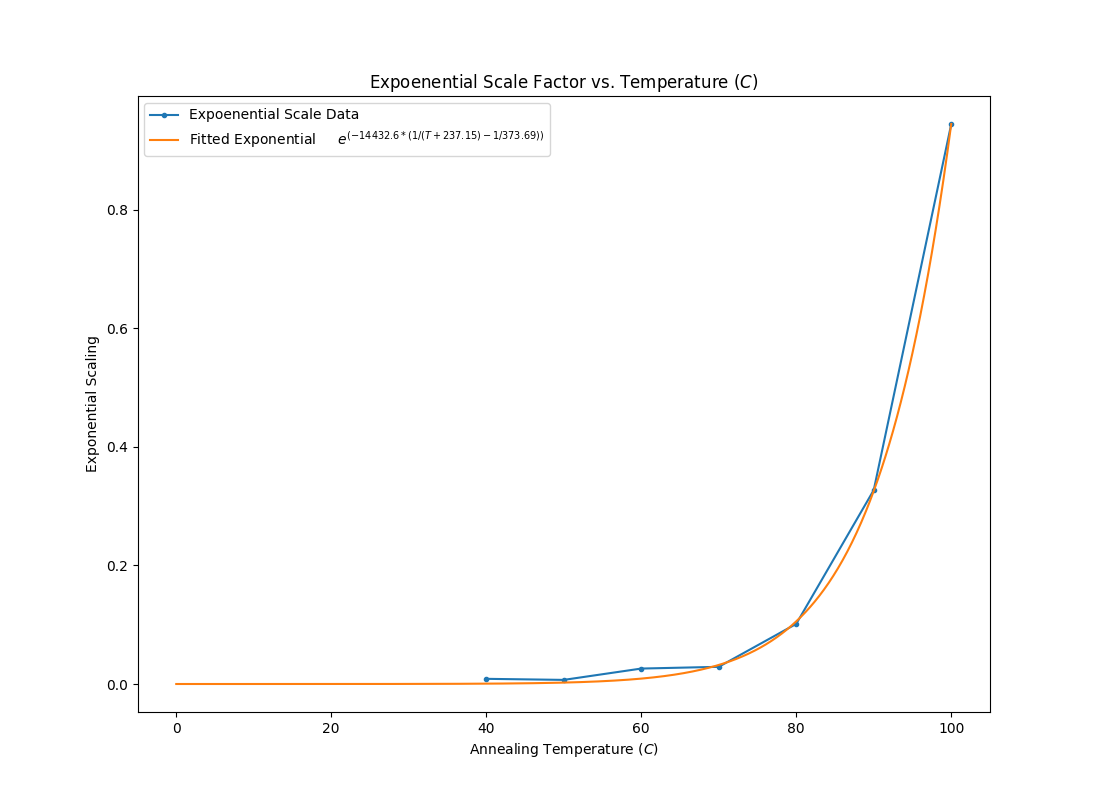 Expoenential Scale Factor vs. Temperature (C)
Expoenential Scale Data
Fitted Exponential e^(−14432.6*(1/(T+237.15)−1/373.69))
Exponential Scaling
0.8
0.6
0.4
0.2
0.0
0 20 40 60 80 100
Annealing Temperature (C)